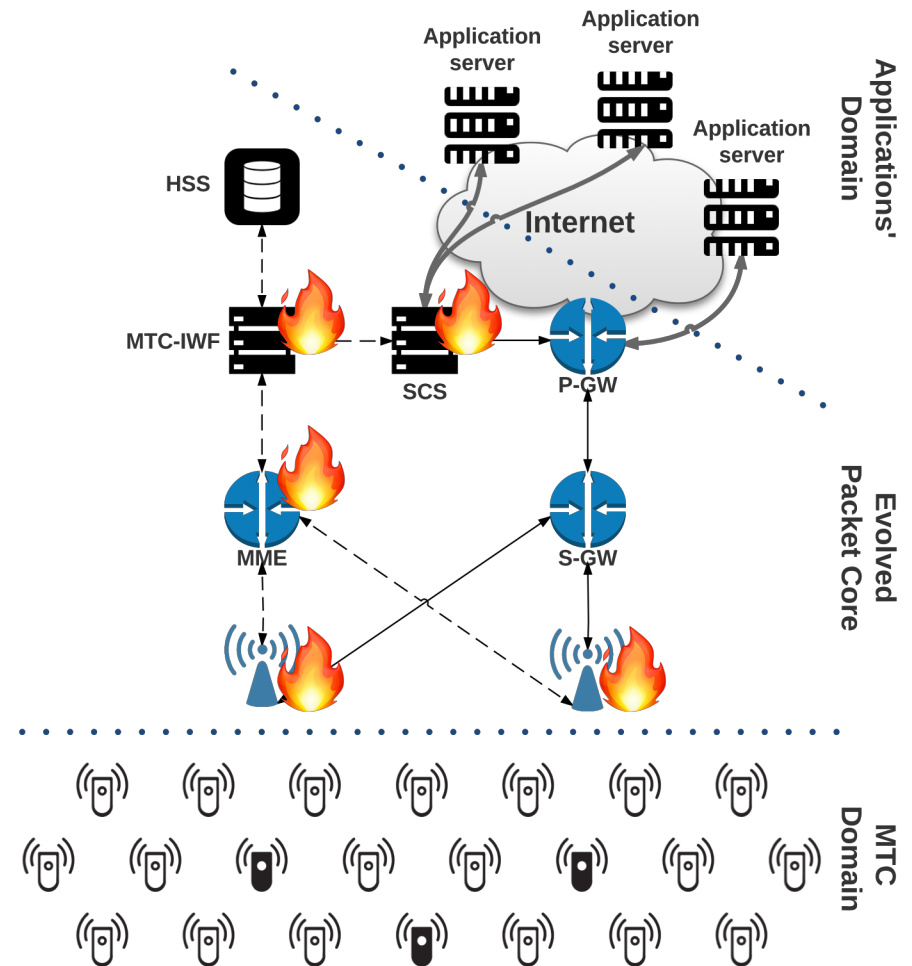 Application
server
Application
server
Application
server
Applications'
Domain
HSS
Internet
MTC-IWF
SCS
P-GW
Evolved
Packet Core
MME
S-GW
MTC
Domain